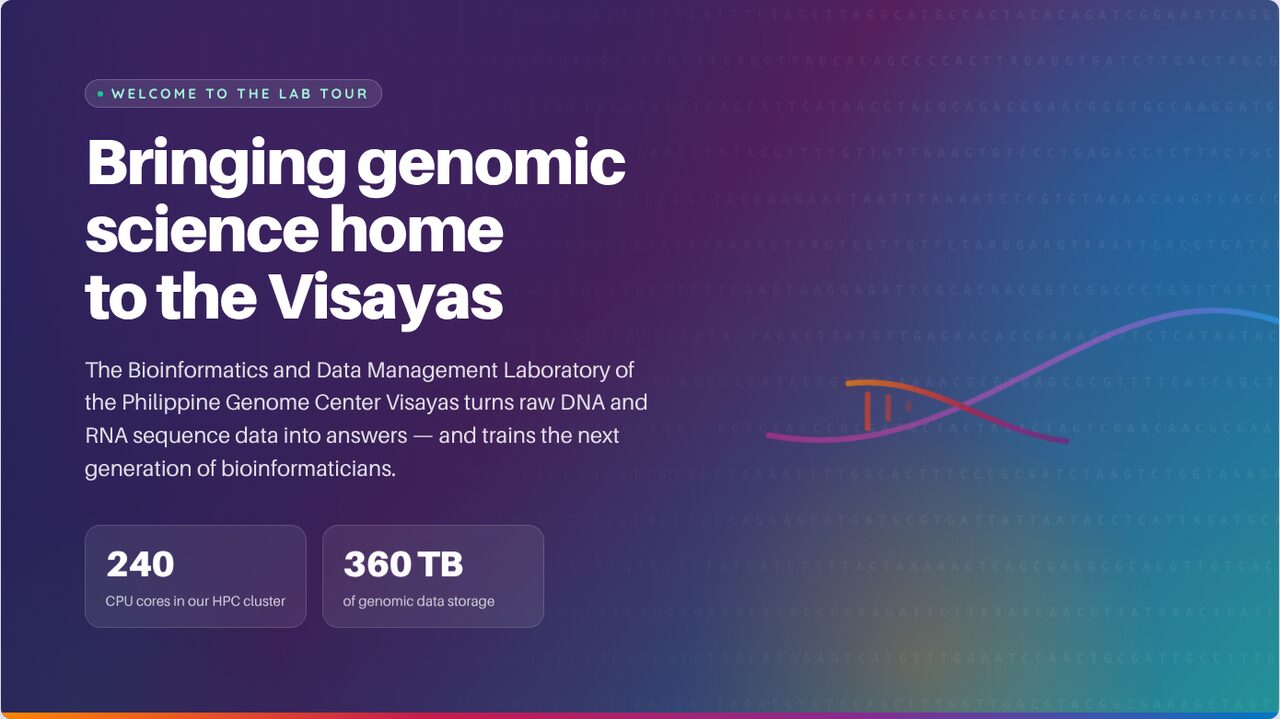 WELCOME TO THE LAB TOUR
Bringing genomic
science home
to the Visayas
The Bioinformatics and Data Management Laboratory of
the Philippine Genome Center Visayas turns raw DNA and
RNA sequence data into answers — and trains the next
generation of bioinformaticians.
240
CPU cores in our HPC cluster
360 TB
of genomic data storage